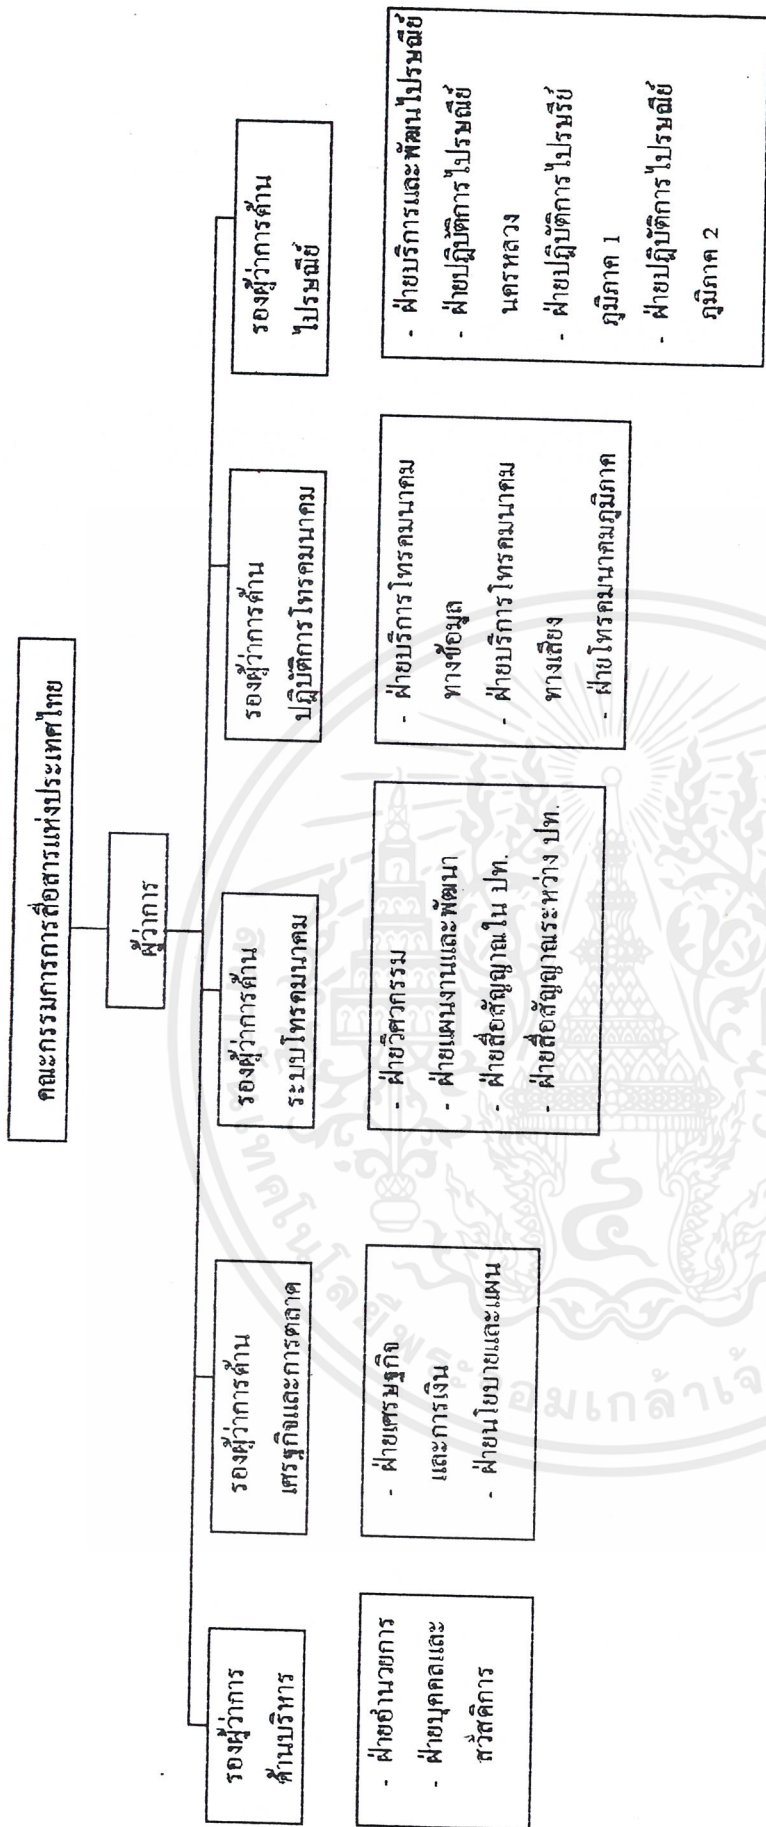 คณะกรรมการการสื่อสารแห่งประเทศไทย
ผู้ว่าการ
รองผู้ว่าการ
ด้านบริหาร
- ฝ่ายอำนวยการ
- ฝ่ายบุคคลและ
สวัสดิการ
รองผู้ว่าการด้าน
เศรษฐกิจและการตลาด
- ฝ่ายเศรษฐกิจ
และการเงิน
- ฝ่ายนโยบายและแผน
รองผู้ว่าการด้าน
ระบบโทรคมนาคม
- ฝ่ายวิศวกรรม
- ฝ่ายแผนงานและพัฒนา
- ฝ่ายสื่อสัญญาณใน ปท.
- ฝ่ายสื่อสัญญาณระหว่าง ปท.
รองผู้ว่าการด้าน
ปฏิบัติการโทรคมนาคม
- ฝ่ายบริการโทรคมนาคม
ทางข้อมูล
- ฝ่ายบริการโทรคมนาคม
ทางเสียง
- ฝ่ายโทรคมนาคมภูมิภาค
รองผู้ว่าการด้าน
ไปรษณีย์
- ฝ่ายบริการและพัฒนไปรษณีย์
- ฝ่ายปฏิบัติการไปรษณีย์
นครหลวง
- ฝ่ายปฏิบัติการไปรษรีย์
ภูมิภาค 1
- ฝ่ายปฏิบัติการไปรษณีย์
ภูมิภาค 2